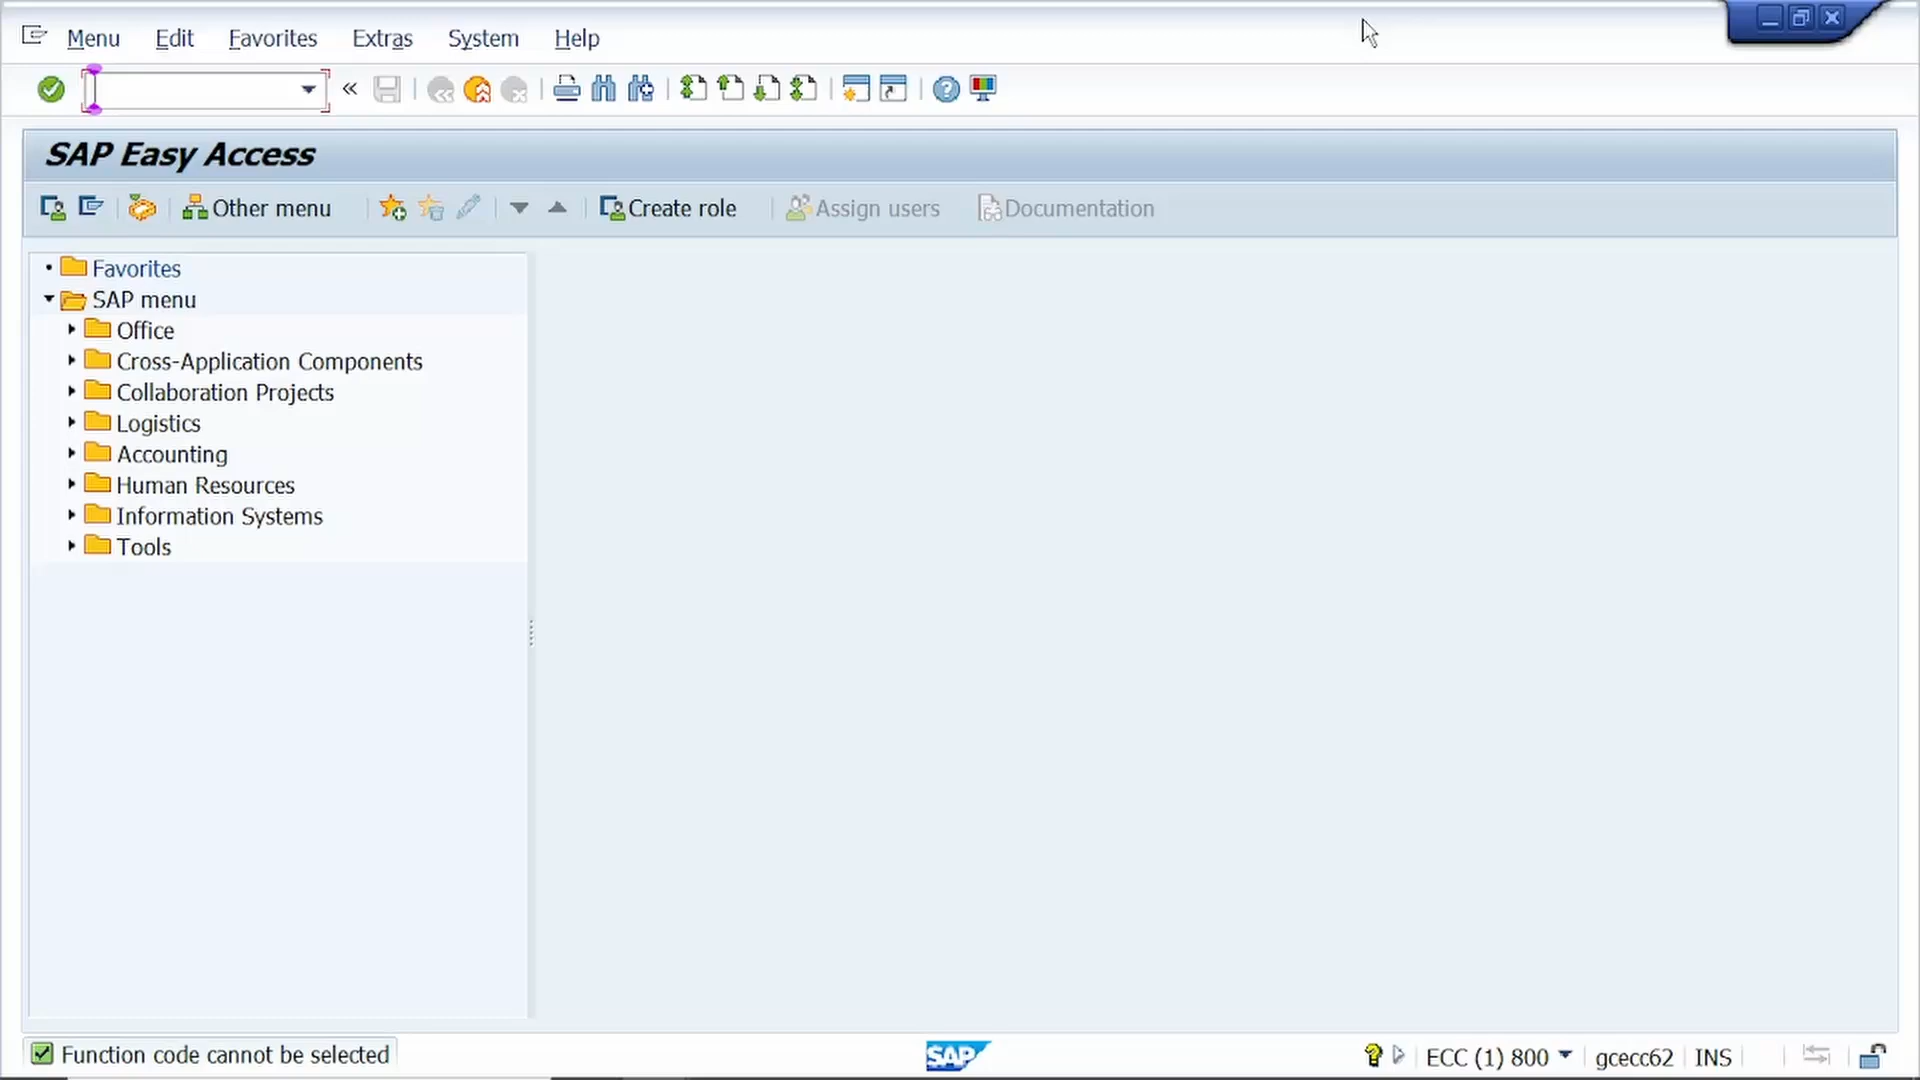 Menu Edit Favorites Extras System Help
SAP Easy Access
Other menu Create role Assign users Documentation
Favorites
SAP menu
Office
Cross-Application Components
Collaboration Projects
Logistics
Accounting
Human Resources
Information Systems
Tools
Function code cannot be selected SAP ECC (1) 800 gcecc62 INS